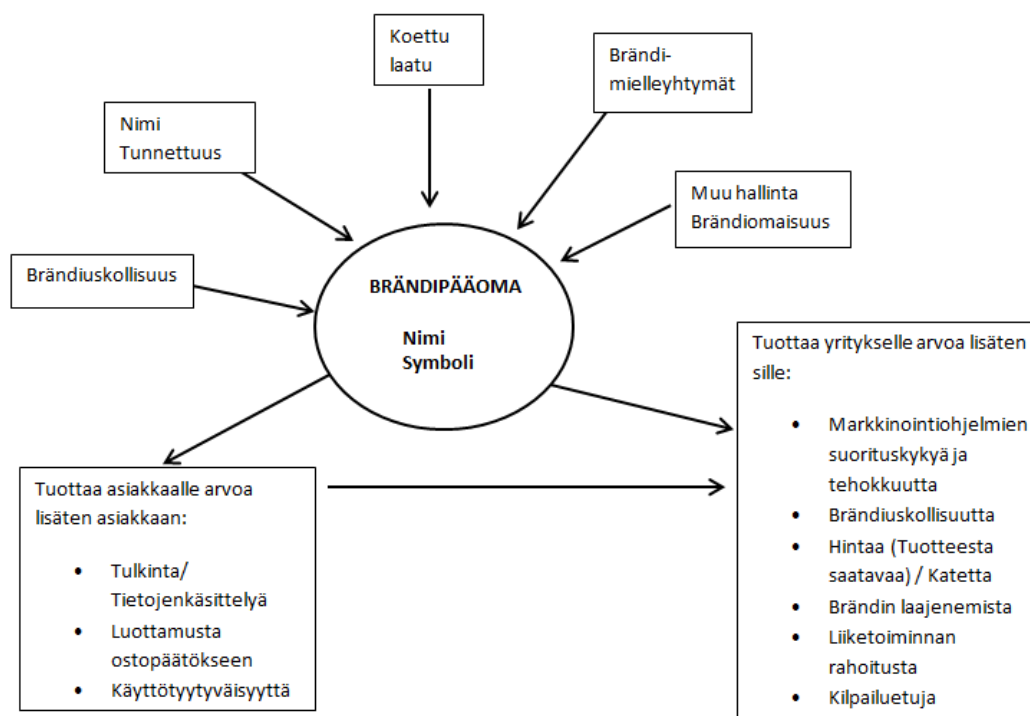 Koettu
laatu
Brändi-
mielleyhtymät
Nimi
Tunnettuus
Muu hallinta
Brändiomaisuus
Brändiuskollisuus
BRÄNDIPÄÄOMA
Nimi
Symboli
Tuottaa yritykselle arvoa lisäten
sille:
• Markkinointiohjelmien
suorituskykyä ja
tehokkuutta
• Brändiuskollisuutta
• Hintaa (Tuotteesta
saatavaa) / Katetta
• Brändin laajenemista
• Liiketoiminnan
rahoitusta
• Kilpailuetuja
Tuottaa asiakkaalle arvoa
lisäten asiakkaan:
• Tulkinta/
Tietojenkäsittelyä
• Luottamusta
ostopäätökseen
• Käyttötyytyväisyyttä